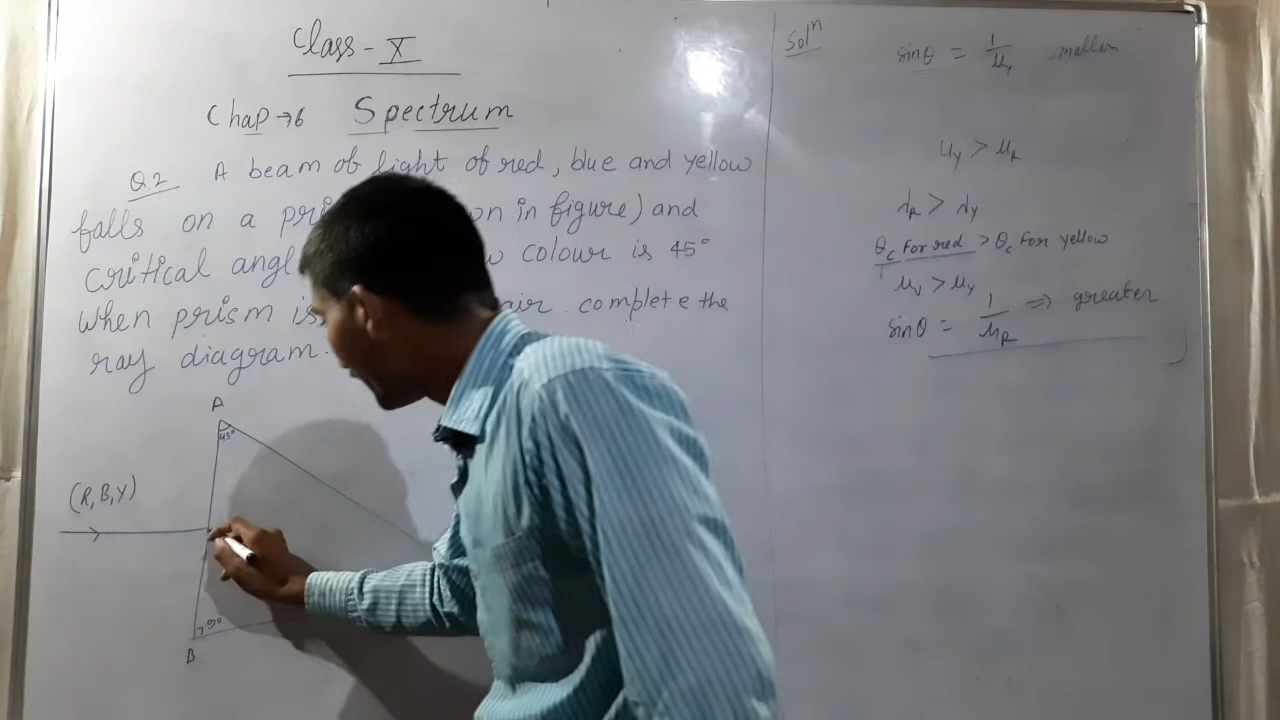 Class - X
Chap → 6 Spectrum
Q.2 A beam of light of red, blue and yellow
falls on a pri on in figure) and
critical angl w colour is 45°
when prism is air. complete the
ray diagram.
A
45°
(R, B, Y)
90
B
Solⁿ
sinθ = 1/μY smaller
μY > μR
λR > λY
θc For red > θc For yellow
μV > μY
sinθ = 1/μR ⇒ greater